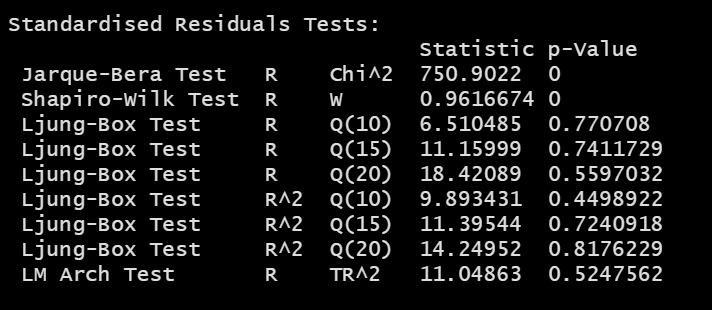 Standardised Residuals Tests:
                                Statistic p-Value
 Jarque-Bera Test   R    Chi^2  750.9022  0
 Shapiro-Wilk Test  R    W      0.9616674 0
 Ljung-Box Test     R    Q(10)  6.510485  0.770708
 Ljung-Box Test     R    Q(15)  11.15999  0.7411729
 Ljung-Box Test     R    Q(20)  18.42089  0.5597032
 Ljung-Box Test     R^2  Q(10)  9.893431  0.4498922
 Ljung-Box Test     R^2  Q(15)  11.39544  0.7240918
 Ljung-Box Test     R^2  Q(20)  14.24952  0.8176229
 LM Arch Test       R    TR^2   11.04863  0.5247562